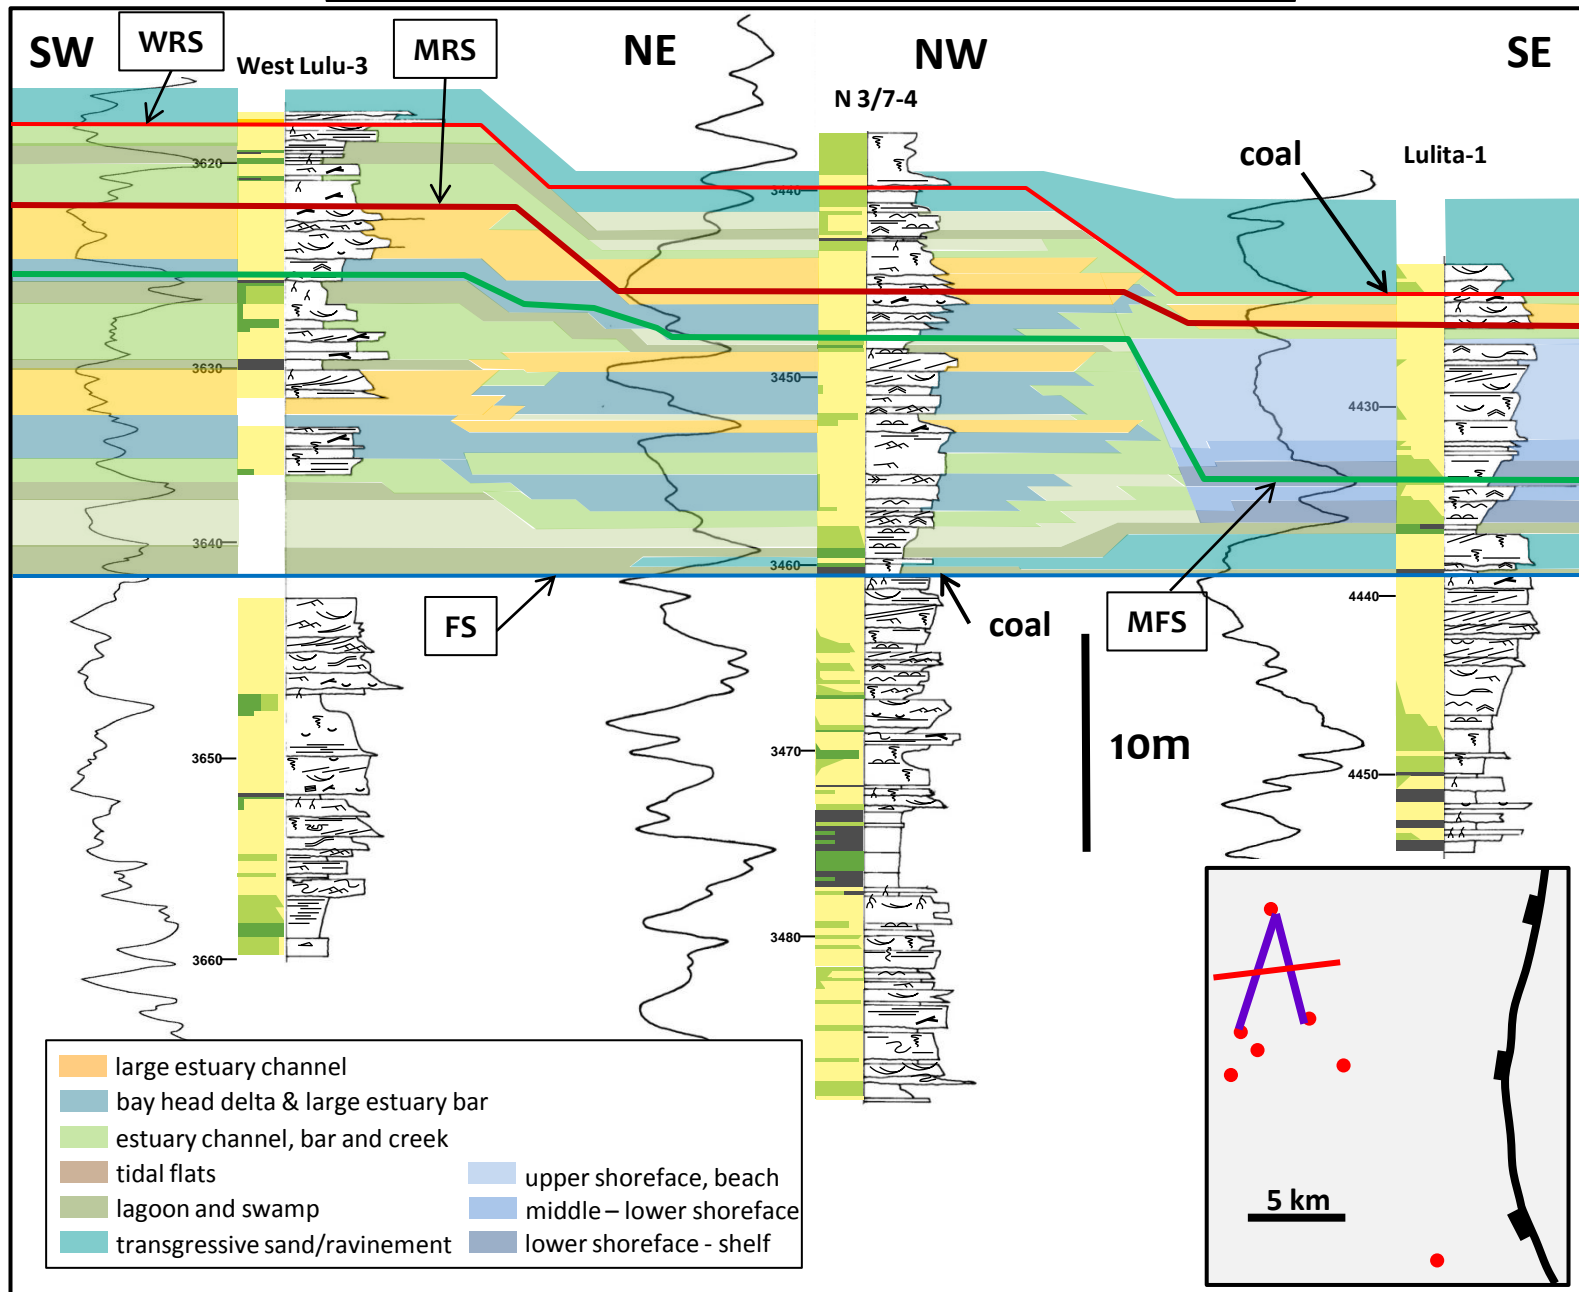 SW
WRS
West Lulu-3
MRS
NE
NW
SE
N 3/7-4
coal
Lulita-1
3620
3440
3630
3450
4430
3640
3460
FS
coal
MFS
4440
10m
3650
3470
4450
3660
3480
large estuary channel
bay head delta & large estuary bar
estuary channel, bar and creek
tidal flats
lagoon and swamp
transgressive sand/ravinement
upper shoreface, beach
middle – lower shoreface
lower shoreface - shelf
5 km